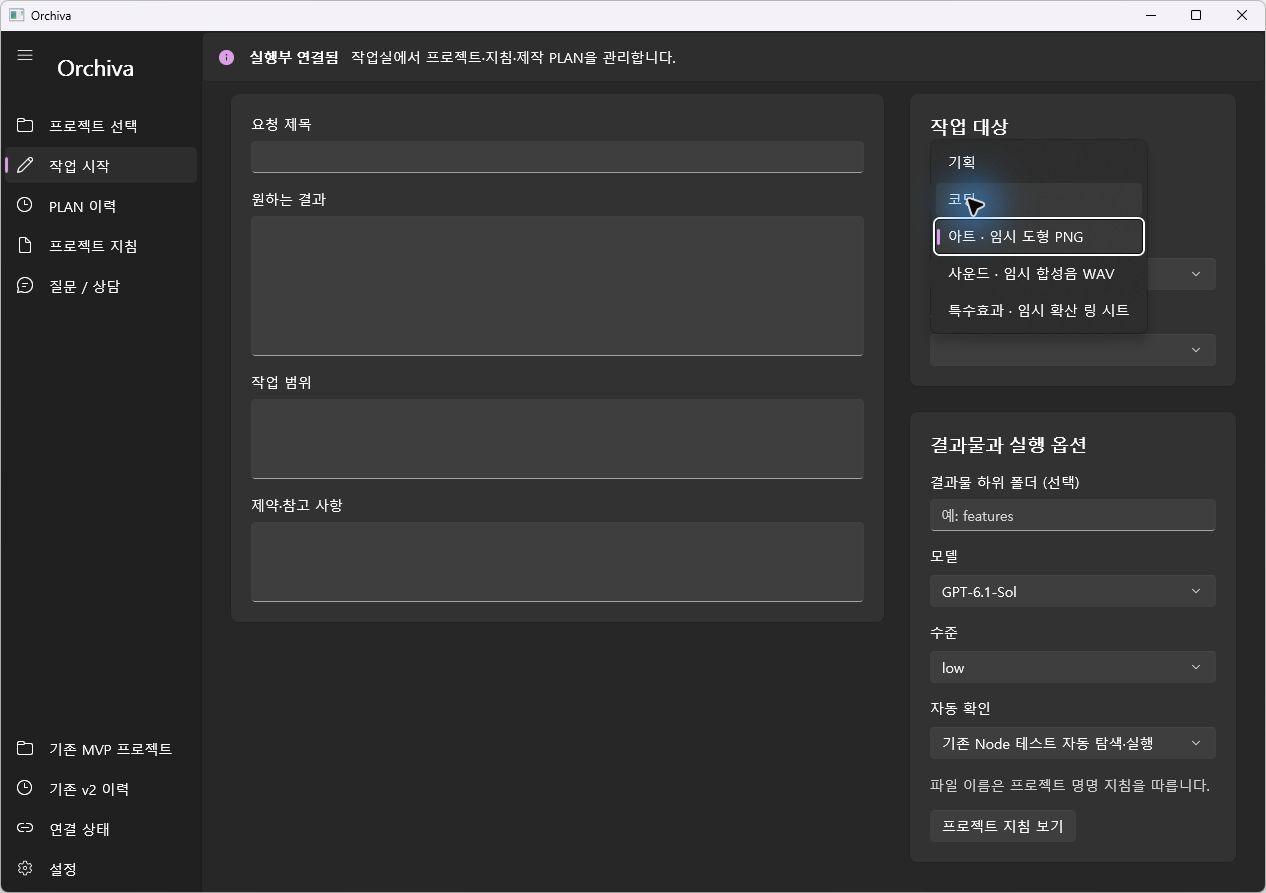 Orchiva
Orchiva
프로젝트 선택
작업 시작
PLAN 이력
프로젝트 지침
질문 / 상담
기존 MVP 프로젝트
기존 v2 이력
연결 상태
설정
실행부 연결됨 작업실에서 프로젝트·지침·제작 PLAN을 관리합니다.
요청 제목
원하는 결과
작업 범위
제약·참고 사항
작업 대상
기획
코딩
아트 · 임시 도형 PNG
사운드 · 임시 합성음 WAV
특수효과 · 임시 확산 링 시트
결과물과 실행 옵션
결과물 하위 폴더 (선택)
예: features
모델
GPT-6.1-Sol
수준
low
자동 확인
기존 Node 테스트 자동 탐색·실행
파일 이름은 프로젝트 명명 지침을 따릅니다.
프로젝트 지침 보기